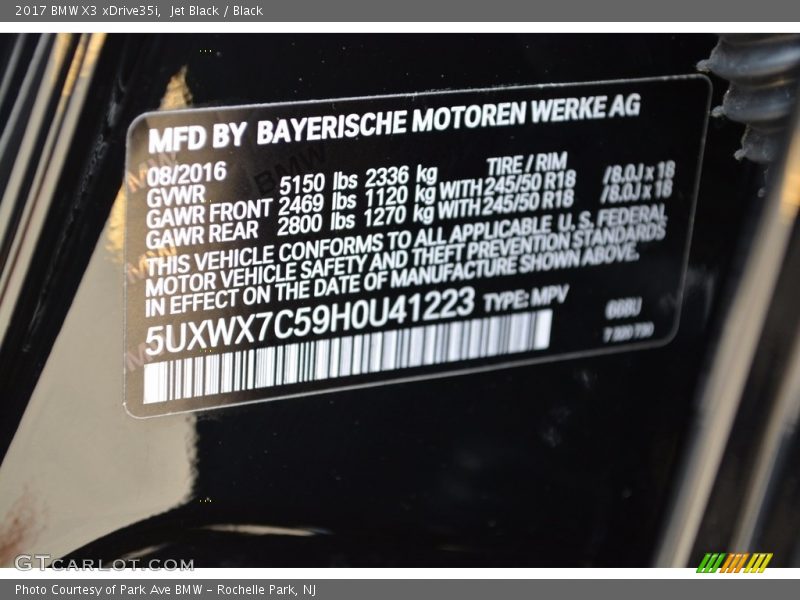 2017 BMW X3 xDrive35i, Jet Black / Black
MFD BY BAYERISCHE MOTOREN WERKE AG
08/2016 TIRE / RIM
GVWR 5150 lbs 2336 kg
GAWR FRONT 2469 lbs 1120 kg WITH 245/50 R18 /8.0J x 18
GAWR REAR 2800 lbs 1270 kg WITH 245/50 R18 /8.0J x 18
THIS VEHICLE CONFORMS TO ALL APPLICABLE U. S. FEDERAL
MOTOR VEHICLE SAFETY AND THEFT PREVENTION STANDARDS
IN EFFECT ON THE DATE OF MANUFACTURE SHOWN ABOVE.
5UXWX7C59H0U41223 TYPE: MPV
GTCARLOT.COM
Photo Courtesy of Park Ave BMW - Rochelle Park, NJ